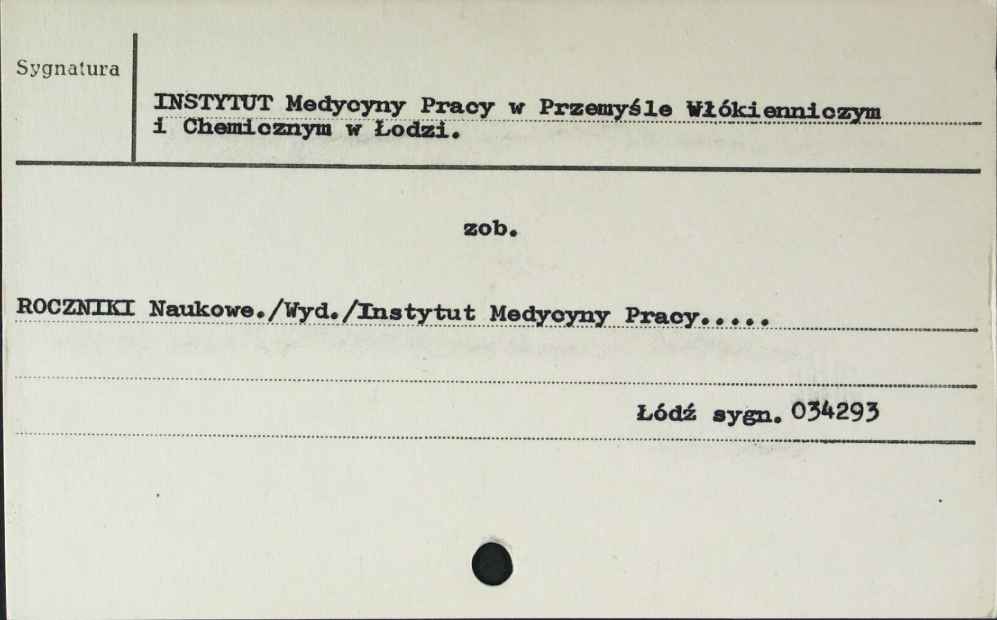 Sygnatura
INSTYTUT Medycyny Pracy w Przemyśle Włókienniczym
i Chemicznym w Łodzi.
zob.
ROCZNIKI Naukowe./Wyd./Instytut Medycyny Pracy.....
Łódź sygn. 034293